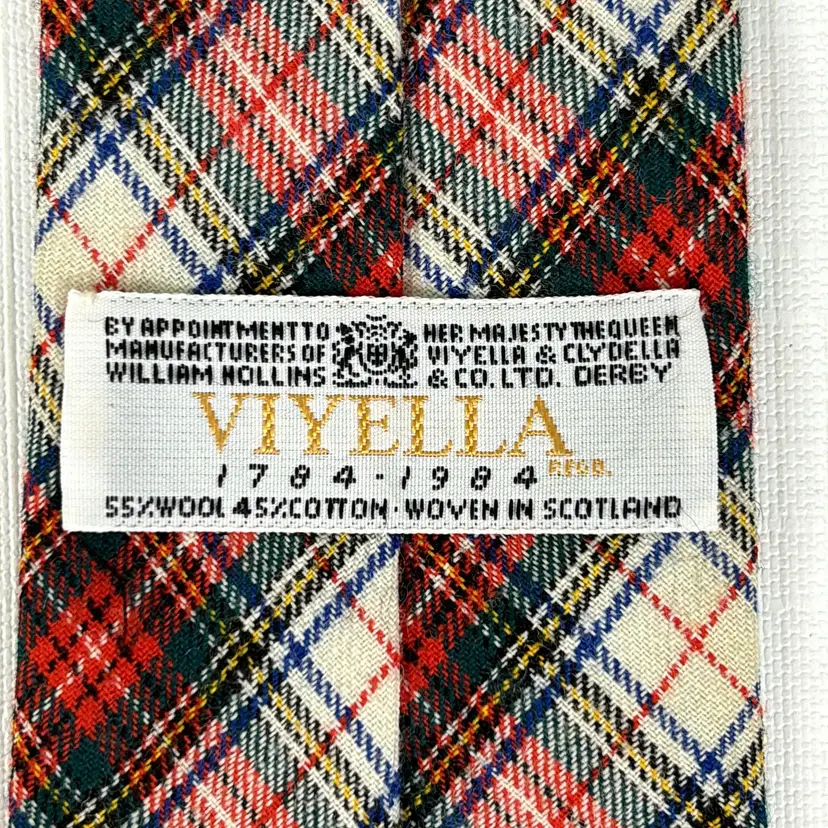 BY APPOINTMENT TO HER MAJESTY THE QUEEN
MANUFACTURERS OF VIYELLA & CLYDELLA
WILLIAM HOLLINS & CO. LTD. DERBY
VIYELLA REGD.
1784-1984
55% WOOL 45% COTTON · WOVEN IN SCOTLAND